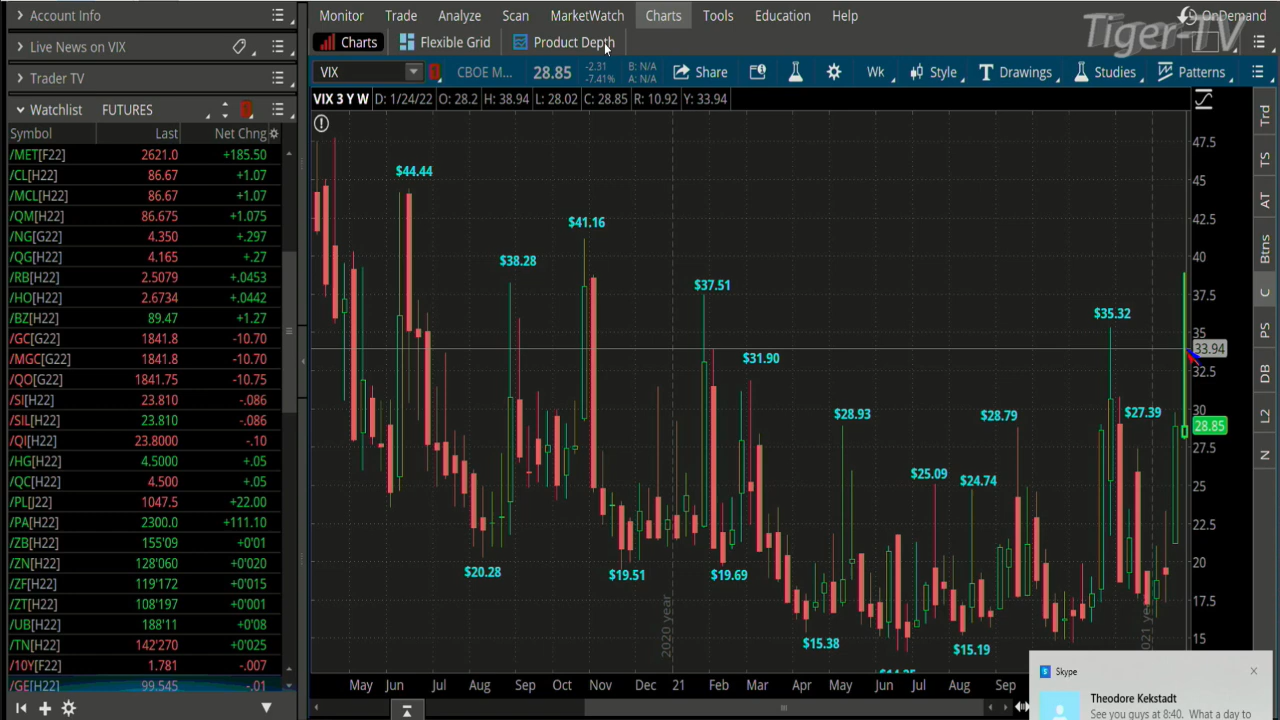 Account Info
Live News on VIX
Trader TV
Watchlist FUTURES
Symbol Last Net Chng
/MET[F22] 2621.0 +185.50
/CL[H22] 86.67 +1.07
/MCL[H22] 86.67 +1.07
/QM[H22] 86.675 +1.075
/NG[G22] 4.350 +.297
/QG[G22] 4.165 +.27
/RB[H22] 2.5079 +.0453
/HO[H22] 2.6734 +.0442
/BZ[H22] 89.47 +1.27
/GC[G22] 1841.8 -10.70
/MGC[G22] 1841.8 -10.70
/QO[G22] 1841.75 -10.75
/SI[H22] 23.810 -.086
/SIL[H22] 23.810 -.086
/QI[H22] 23.8000 -.10
/HG[H22] 4.5000 +.05
/QC[H22] 4.500 +.05
/PL[J22] 1047.5 +22.00
/PA[H22] 2300.0 +111.10
/ZB[H22] 155'09 +0'01
/ZN[H22] 128'060 +0'020
/ZF[H22] 119'172 +0'015
/ZT[H22] 108'197 +0'01
/UB[H22] 188'11 +0'08
/TN[H22] 142'270 +0'025
/10Y[F22] 1.781 -.007
/GE[H22] 99.545 -.01
Monitor Trade Analyze Scan MarketWatch Charts Tools Education Help
OnDemand
Tiger-TV
Charts Flexible Grid Product Depth
VIX CBOE M... 28.85 -2.31 -7.41% B: N/A A: N/A Share Wk Style Drawings Studies Patterns
VIX 3 Y W D: 1/24/22 O: 28.2 H: 38.94 L: 28.02 C: 28.85 R: 10.92 Y: 33.94
$44.44
$41.16
$38.28
$37.51
$35.32
$31.90
$28.93
$28.79
$27.39
$25.09
$24.74
$20.28
$19.51
$19.69
$15.38
$15.19
47.5
45
42.5
40
37.5
35
33.94
32.5
30
28.85
27.5
25
22.5
20
17.5
15
2020 year
May Jun Jul Aug Sep Oct Nov Dec 21 Feb Mar Apr May Jun Jul Aug Sep
Trd
TS
AT
Btns
C
PS
DB
L2
N
Skype
Theodore Kekstadt
See you guys at 8:40. What a day to